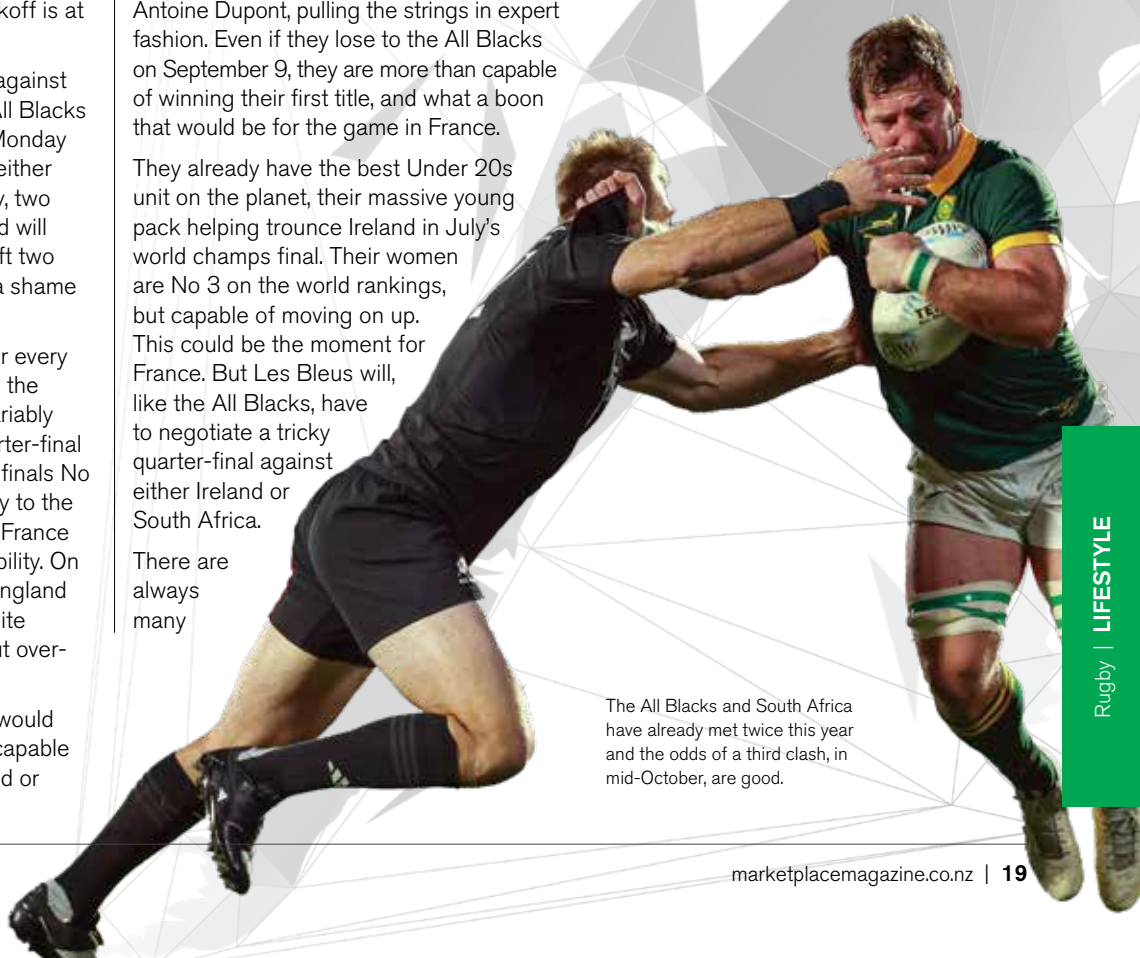 koff is at
against
All Blacks
Monday
either
y, two
d will
ft two
a shame
r every
the
riably
rter-final
finals No
y to the
France
bility. On
ngland
ite
ut over-
would
capable
d or
Antoine Dupont, pulling the strings in expert
fashion. Even if they lose to the All Blacks
on September 9, they are more than capable
of winning their first title, and what a boon
that would be for the game in France.
They already have the best Under 20s
unit on the planet, their massive young
pack helping trounce Ireland in July's
world champs final. Their women
are No 3 on the world rankings,
but capable of moving on up.
This could be the moment for
France. But Les Bleus will,
like the All Blacks, have
to negotiate a tricky
quarter-final against
either Ireland or
South Africa.
There are
always
many
The All Blacks and South Africa
have already met twice this year
and the odds of a third clash, in
mid-October, are good.
Rugby | LIFESTYLE
marketplacemagazine.co.nz | 19